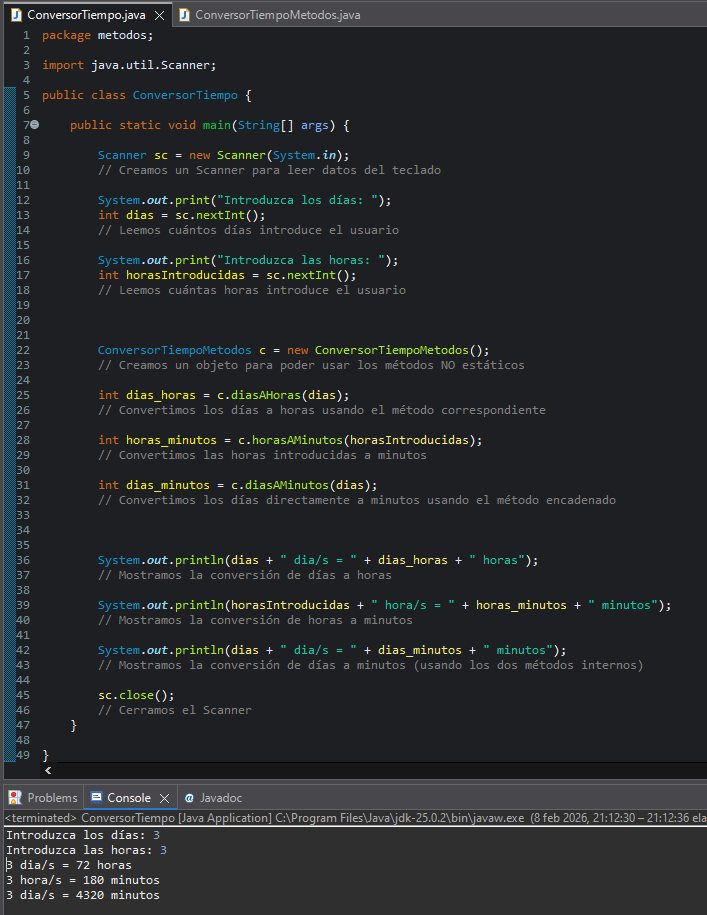 ConversorTiempo.java ConversorTiempoMetodos.java
1 package metodos;
2
3 import java.util.Scanner;
4
5 public class ConversorTiempo {
6
7 public static void main(String[] args) {
8
9 Scanner sc = new Scanner(System.in);
10 // Creamos un Scanner para leer datos del teclado
11
12 System.out.print("Introduzca los días: ");
13 int dias = sc.nextInt();
14 // Leemos cuántos días introduce el usuario
15
16 System.out.print("Introduzca las horas: ");
17 int horasIntroducidas = sc.nextInt();
18 // Leemos cuántas horas introduce el usuario
19
20
21
22 ConversorTiempoMetodos c = new ConversorTiempoMetodos();
23 // Creamos un objeto para poder usar los métodos NO estáticos
24
25 int dias_horas = c.diasAHoras(dias);
26 // Convertimos los días a horas usando el método correspondiente
27
28 int horas_minutos = c.horasAMinutos(horasIntroducidas);
29 // Convertimos las horas introducidas a minutos
30
31 int dias_minutos = c.diasAMinutos(dias);
32 // Convertimos los días directamente a minutos usando el método encadenado
33
34
35
36 System.out.println(dias + " dia/s = " + dias_horas + " horas");
37 // Mostramos la conversión de días a horas
38
39 System.out.println(horasIntroducidas + " hora/s = " + horas_minutos + " minutos");
40 // Mostramos la conversión de horas a minutos
41
42 System.out.println(dias + " dia/s = " + dias_minutos + " minutos");
43 // Mostramos la conversión de días a minutos (usando los dos métodos internos)
44
45 sc.close();
46 // Cerramos el Scanner
47 }
48
49 }
Problems Console Javadoc
<terminated> ConversorTiempo [Java Application] C:\Program Files\Java\jdk-25.0.2\bin\javaw.exe (8 feb 2026, 21:12:30 – 21:12:36 ela
Introduzca los días: 3
Introduzca las horas: 3
3 dia/s = 72 horas
3 hora/s = 180 minutos
3 dia/s = 4320 minutos